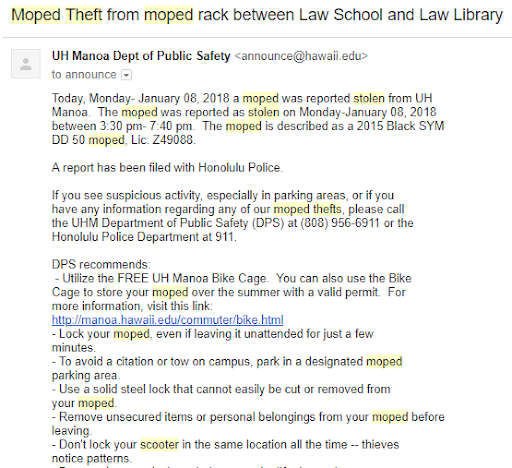 Moped Theft from moped rack between Law School and Law Library
UH Manoa Dept of Public Safety <announce@hawaii.edu>
to announce
Today, Monday- January 08, 2018 a moped was reported stolen from UH
Manoa.  The moped was reported as stolen on Monday-January 08, 2018
between 3:30 pm- 7:40 pm.  The moped is described as a 2015 Black SYM
DD 50 moped, Lic: Z49088.
A report has been filed with Honolulu Police.
If you see suspicious activity, especially in parking areas, or if you
have any information regarding any of our moped thefts, please call
the UHM Department of Public Safety (DPS) at (808) 956-6911 or the
Honolulu Police Department at 911.
DPS recommends:
- Utilize the FREE UH Manoa Bike Cage.  You can also use the Bike
Cage to store your moped over the summer with a valid permit.  For
more information, visit this link:
http://manoa.hawaii.edu/commuter/bike.html
- Lock your moped, even if leaving it unattended for just a few
minutes.
- To avoid a citation or tow on campus, park in a designated moped
parking area.
- Use a solid steel lock that cannot easily be cut or removed from
your moped.
- Remove unsecured items or personal belongings from your moped before
leaving.
- Don't lock your scooter in the same location all the time -- thieves
notice patterns.